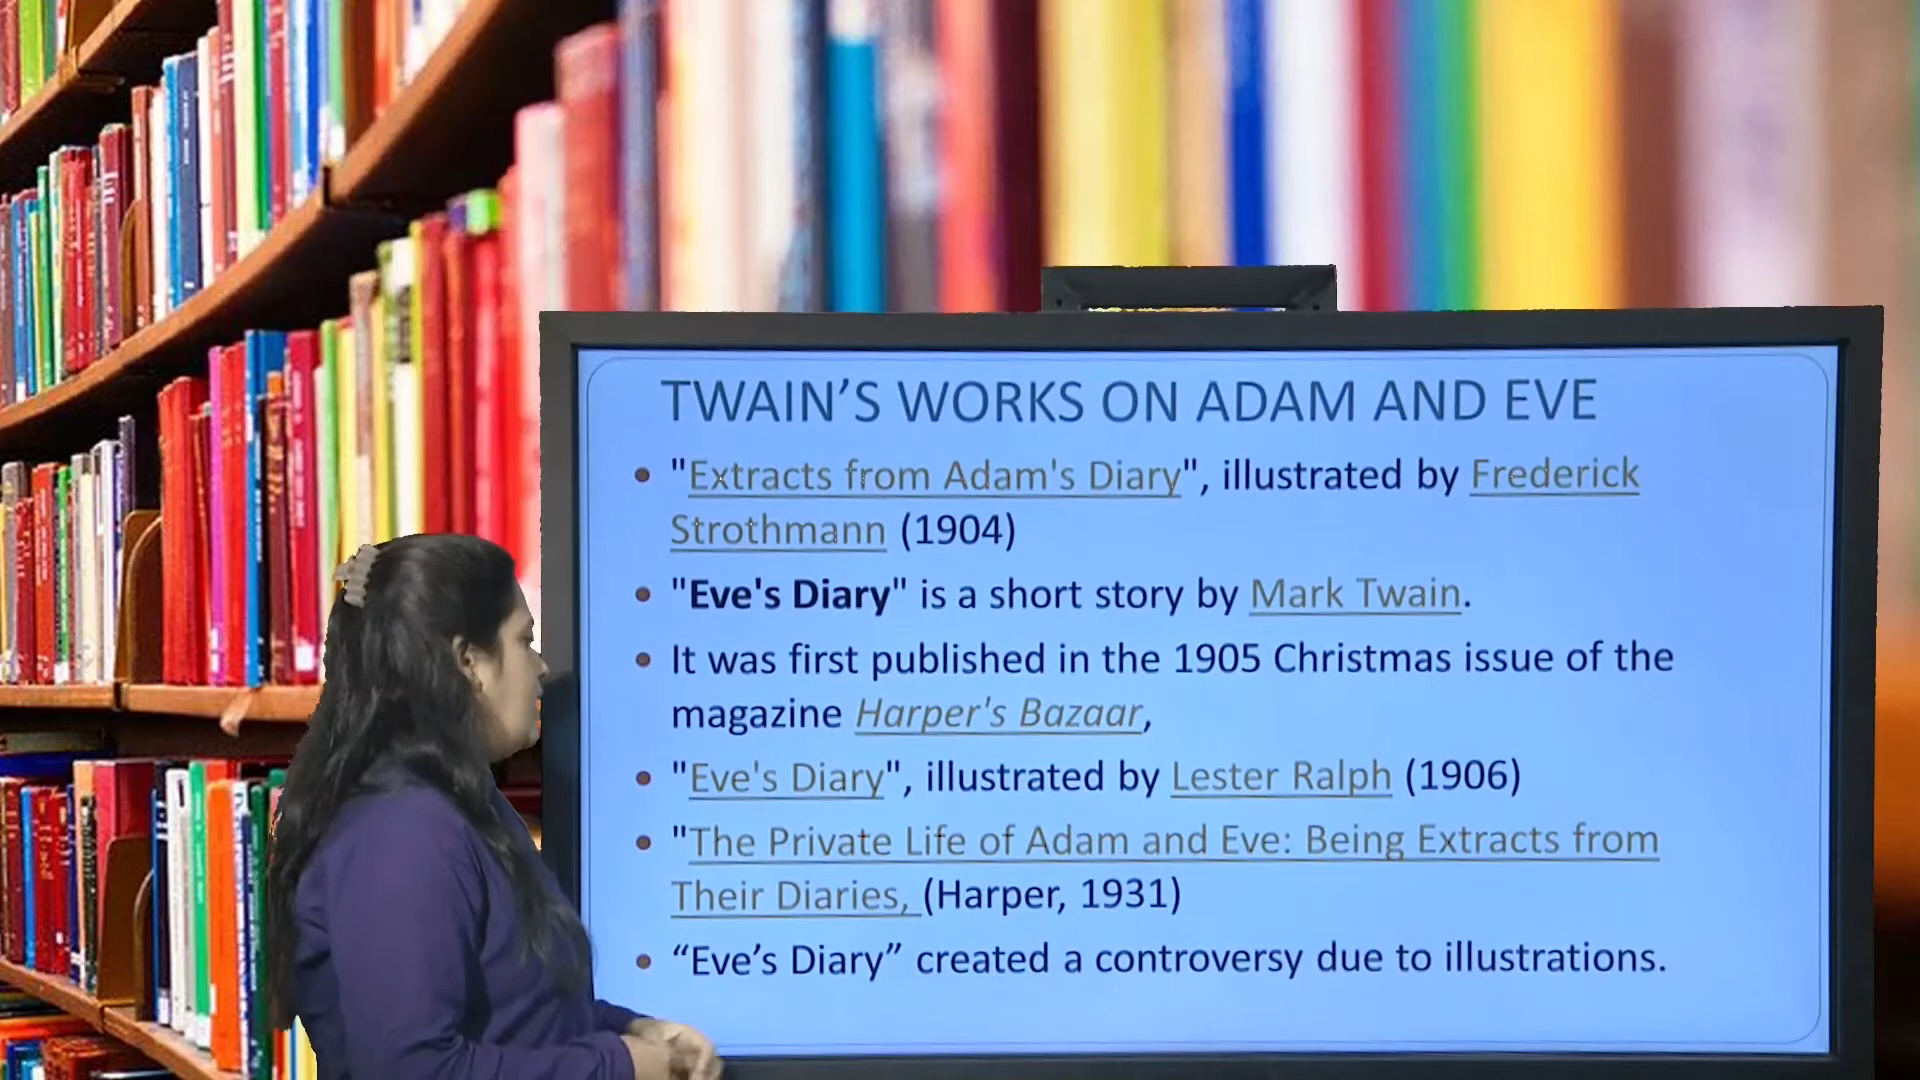 TWAIN’S WORKS ON ADAM AND EVE
• "Extracts from Adam's Diary", illustrated by Frederick
Strothmann (1904)
• "Eve's Diary" is a short story by Mark Twain.
• It was first published in the 1905 Christmas issue of the
magazine Harper's Bazaar,
• "Eve's Diary", illustrated by Lester Ralph (1906)
• "The Private Life of Adam and Eve: Being Extracts from
Their Diaries, (Harper, 1931)
• “Eve’s Diary” created a controversy due to illustrations.